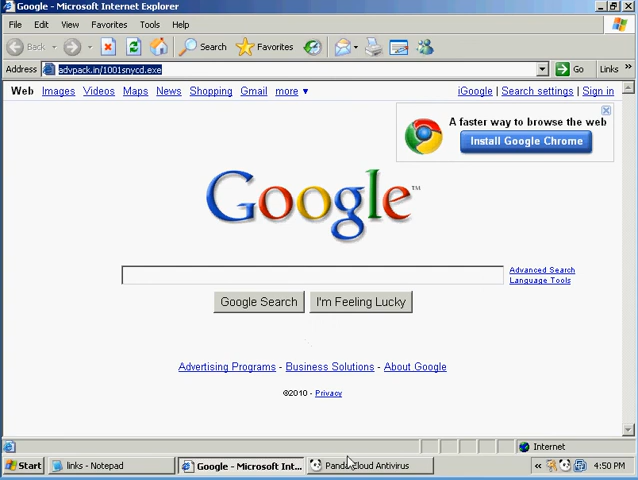 Google - Microsoft Internet Explorer
File Edit View Favorites Tools Help
Back Search Favorites
Address advpack.in/1001snycd.exe Go Links »
Web Images Videos Maps News Shopping Gmail more ▼ iGoogle | Search settings | Sign in
A faster way to browse the web
Install Google Chrome
Google™
Advanced Search
Language Tools
Google Search I'm Feeling Lucky
Advertising Programs - Business Solutions - About Google
©2010 - Privacy
Internet
Start links - Notepad Google - Microsoft Int... Panda Cloud Antivirus « 4:50 PM